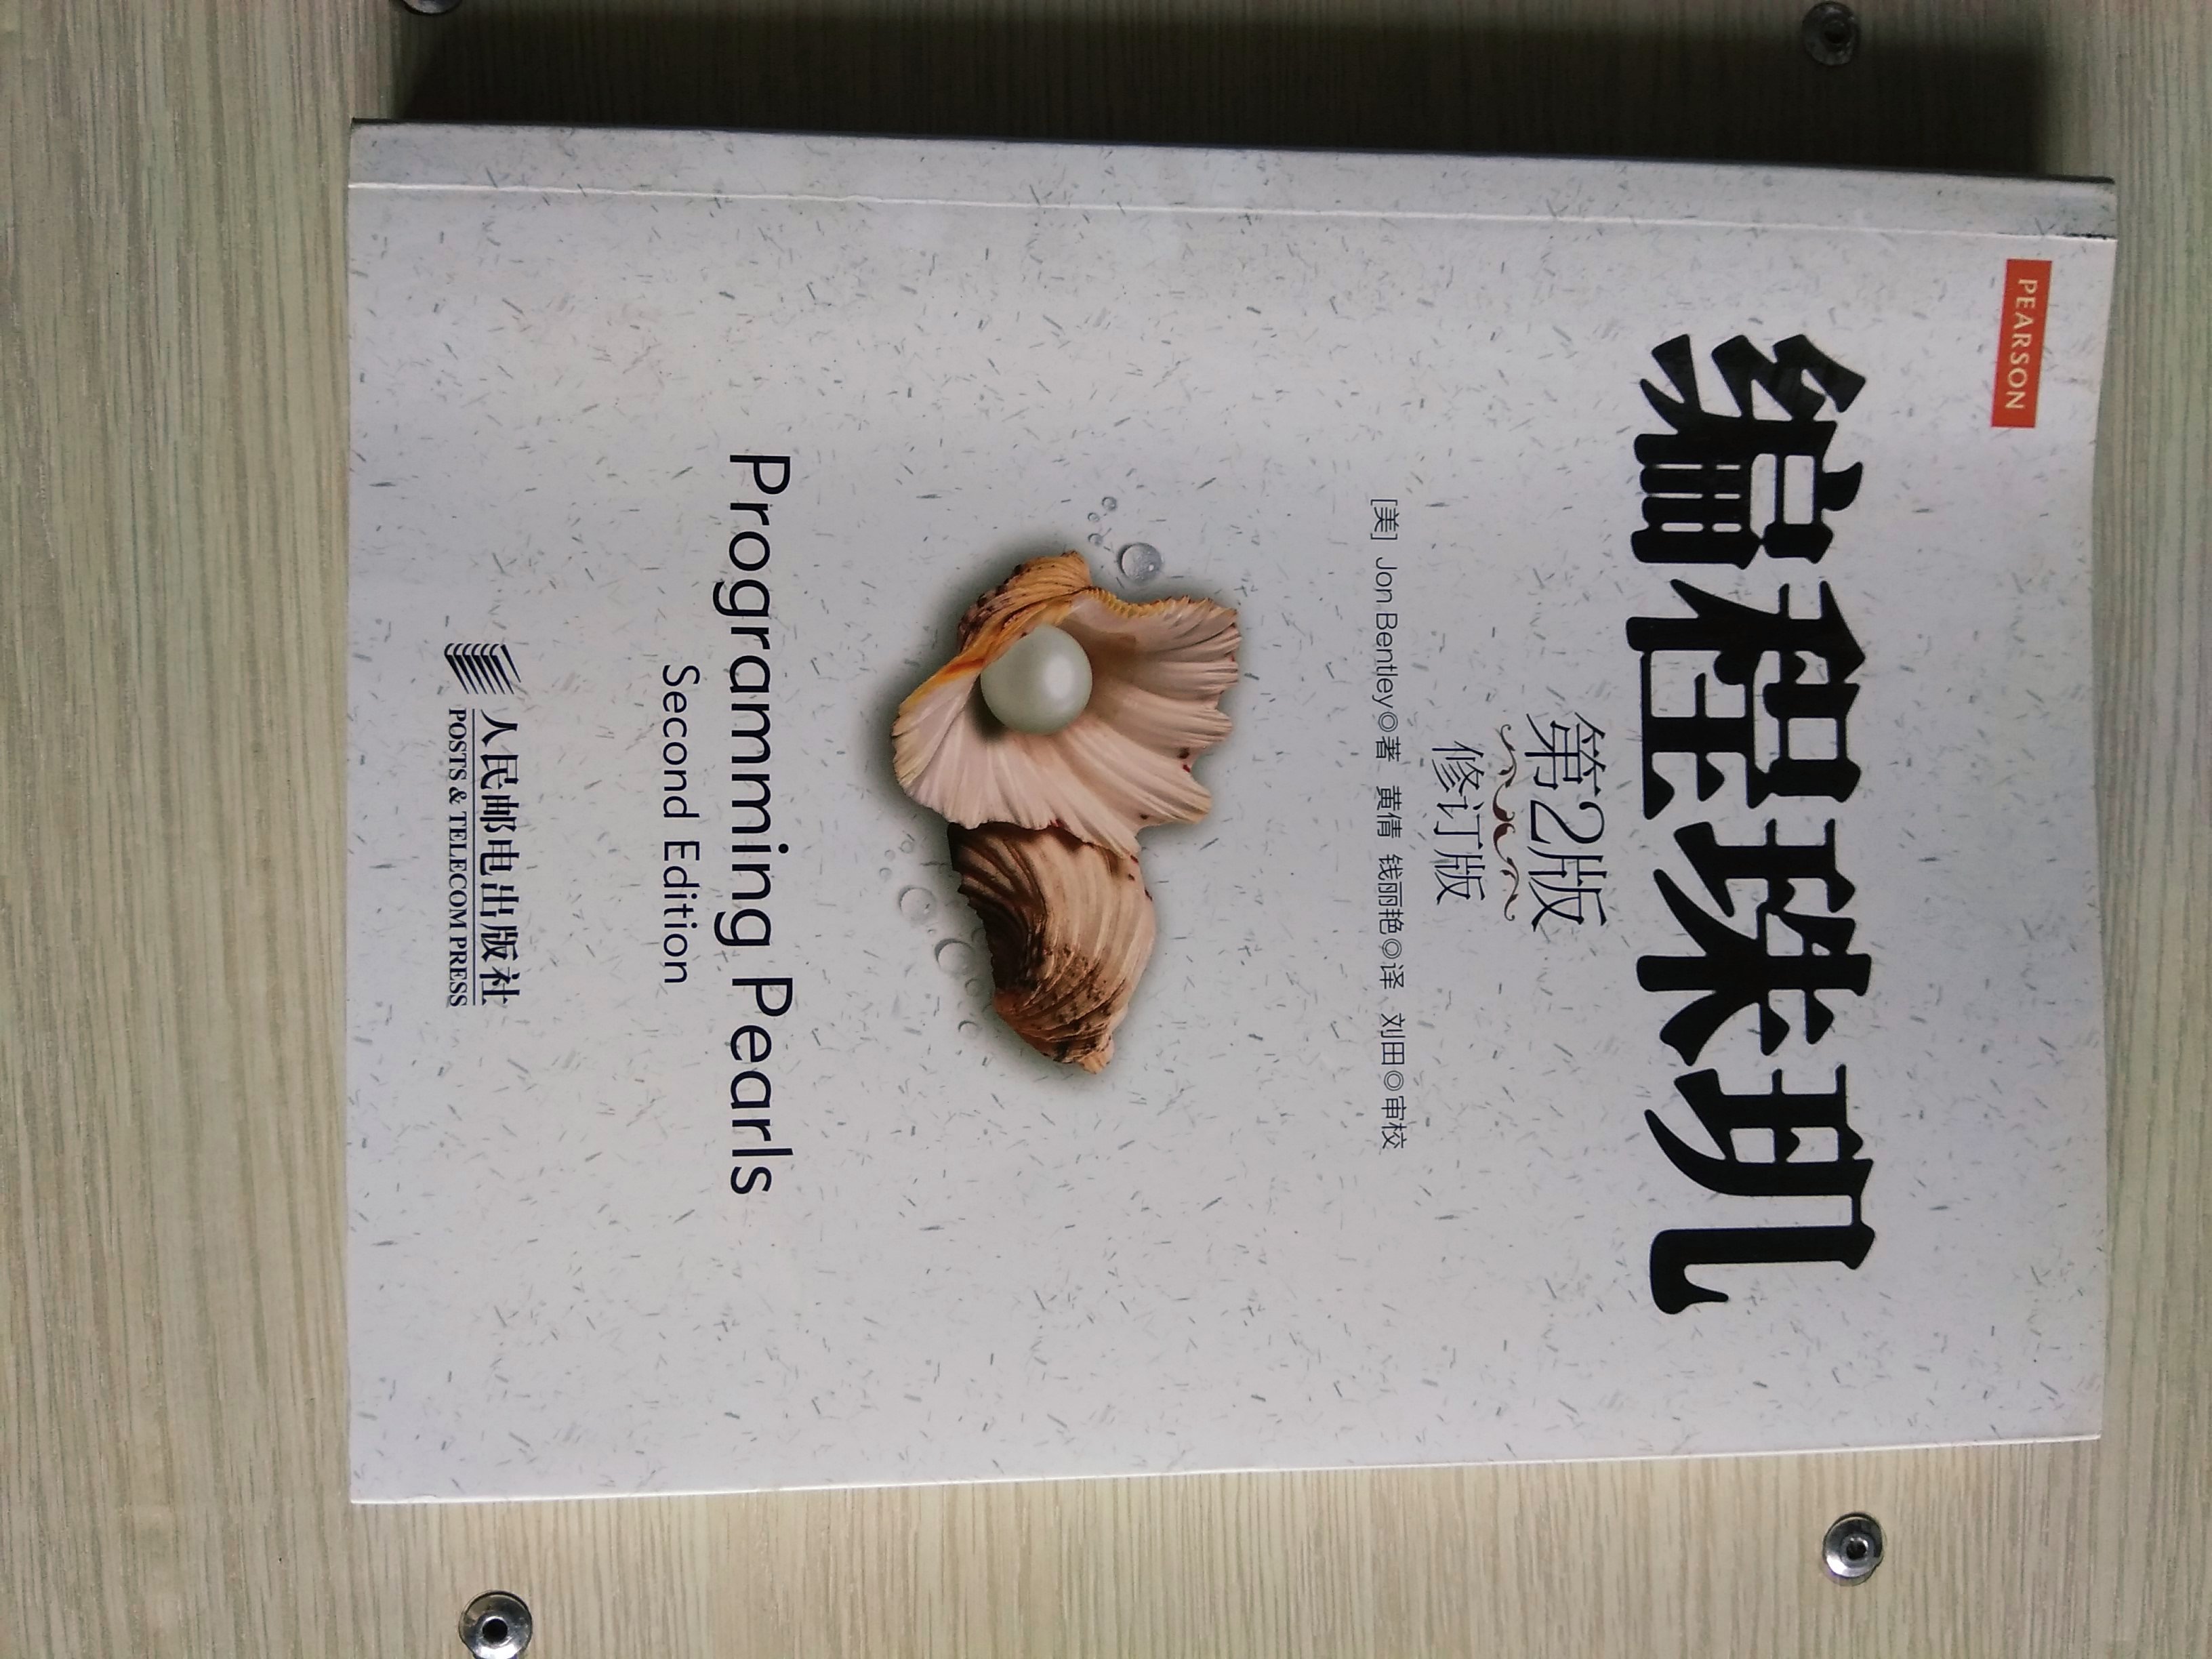 PEARSON
编程珠玑
第2版
修订版
[美] Jon Bentley◎著 黄倩 钱丽艳◎译 刘田◎审校
Programming Pearls
Second Edition
人民邮电出版社
POSTS & TELECOM PRESS